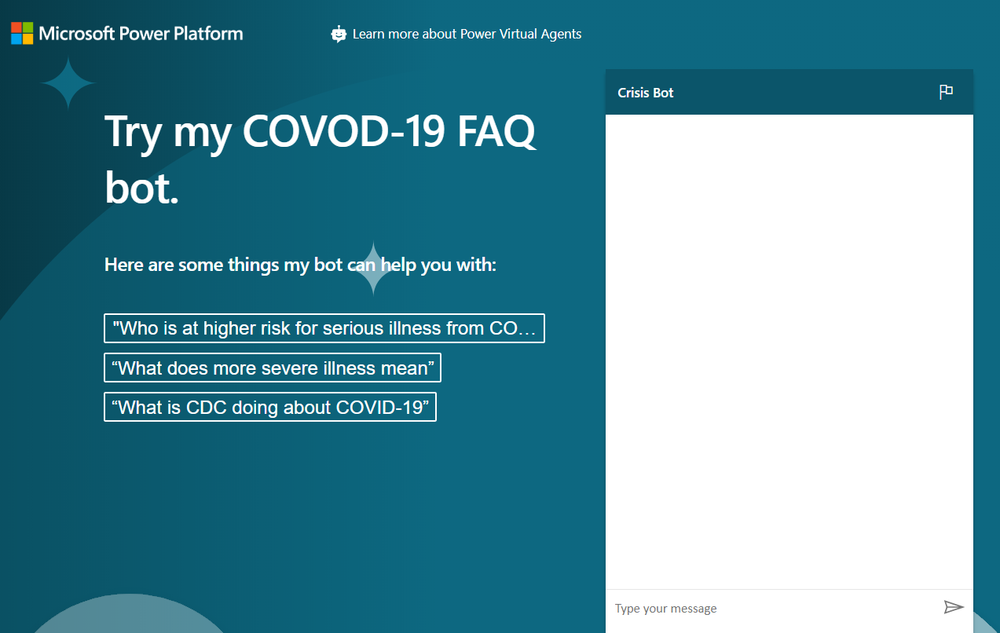 Microsoft Power Platform
Learn more about Power Virtual Agents
Try my COVOD-19 FAQ
bot.
Here are some things my bot can help you with:
"Who is at higher risk for serious illness from CO…
“What does more severe illness mean”
“What is CDC doing about COVID-19”
Crisis Bot
Type your message